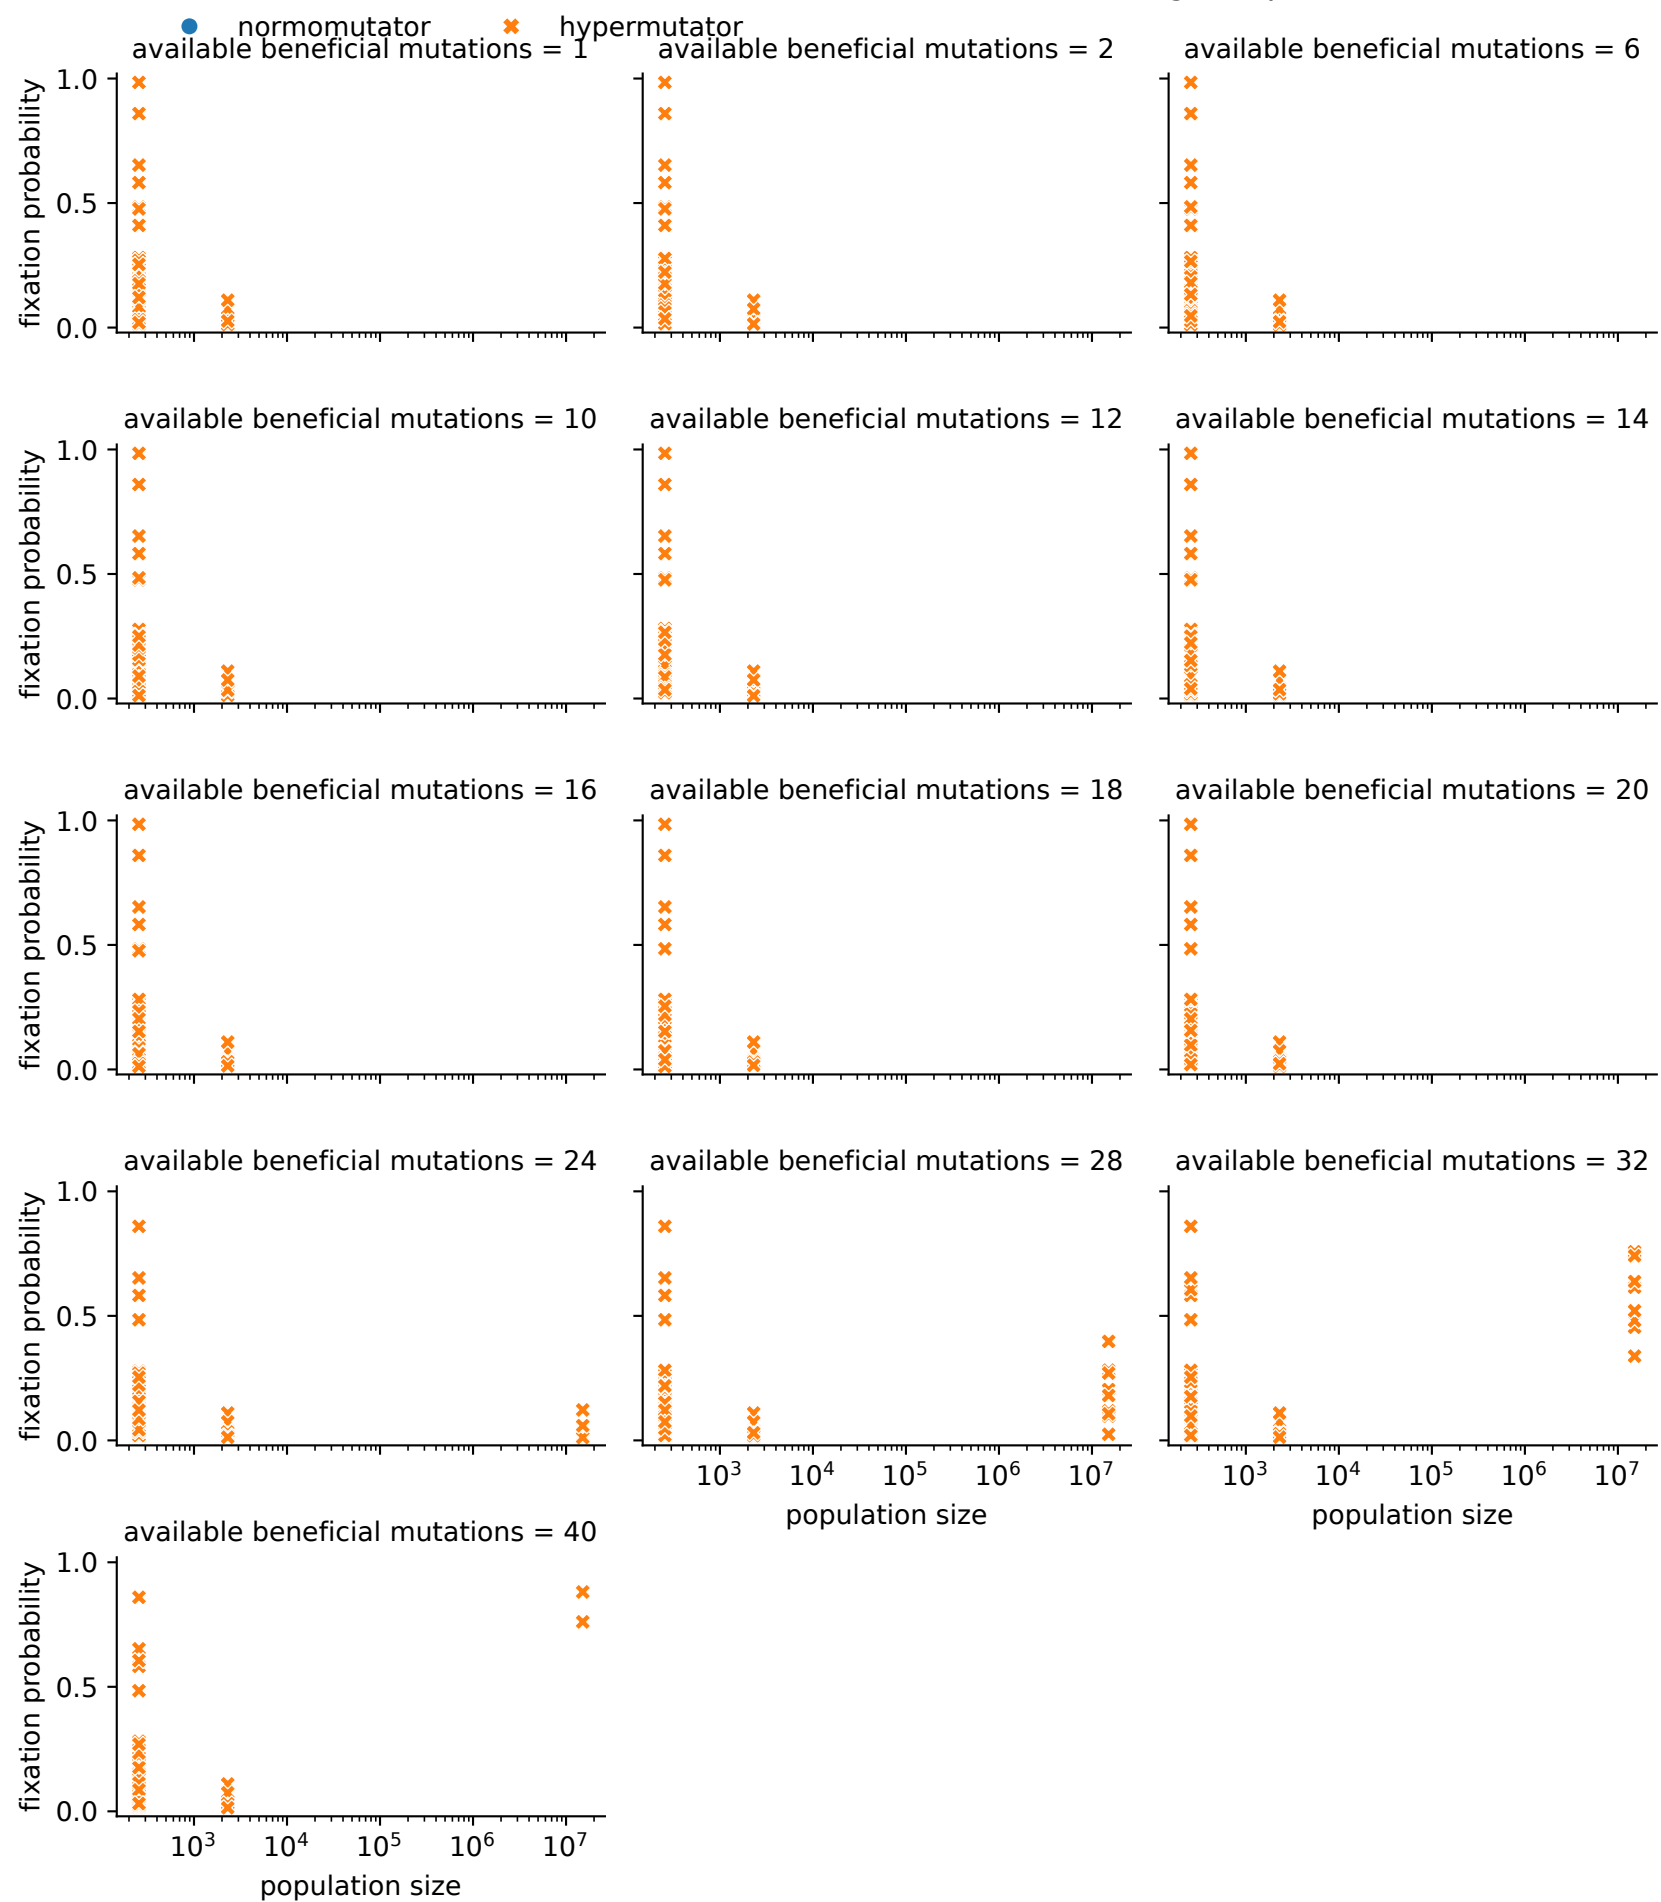 normomutator hypermutator
available beneficial mutations = 1 available beneficial mutations = 2 available beneficial mutations = 6
fixation probability
1.0
0.5
0.0
available beneficial mutations = 10 available beneficial mutations = 12 available beneficial mutations = 14
fixation probability
1.0
0.5
0.0
available beneficial mutations = 16 available beneficial mutations = 18 available beneficial mutations = 20
fixation probability
1.0
0.5
0.0
available beneficial mutations = 24 available beneficial mutations = 28 available beneficial mutations = 32
fixation probability
1.0
0.5
0.0
10³ 10⁴ 10⁵ 10⁶ 10⁷ 10³ 10⁴ 10⁵ 10⁶ 10⁷
population size population size
available beneficial mutations = 40
fixation probability
1.0
0.5
0.0
10³ 10⁴ 10⁵ 10⁶ 10⁷
population size